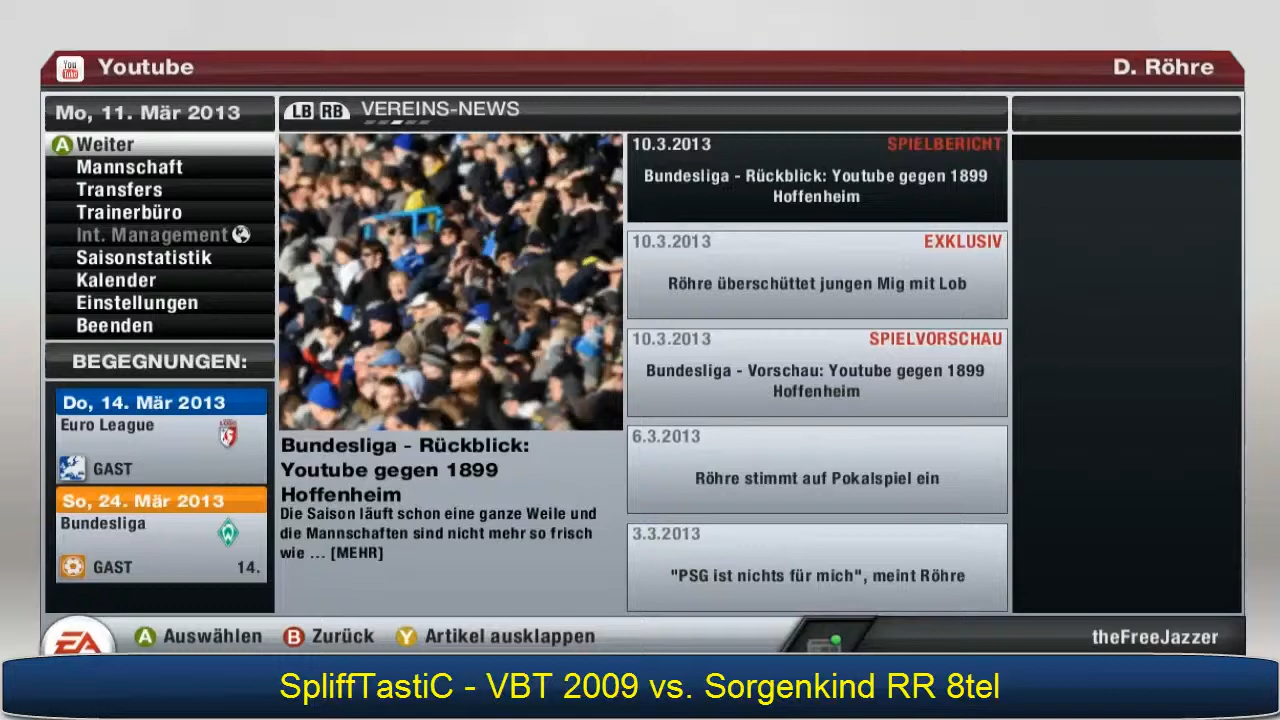 You Tube
Youtube
D. Röhre
Mo, 11. Mär 2013
LB RB VEREINS-NEWS
A Weiter
Mannschaft
Transfers
Trainerbüro
Int. Management
Saisonstatistik
Kalender
Einstellungen
Beenden
BEGEGNUNGEN:
Do, 14. Mär 2013
Euro League
GAST
So, 24. Mär 2013
Bundesliga
GAST 14.
Bundesliga - Rückblick:
Youtube gegen 1899
Hoffenheim
Die Saison läuft schon eine ganze Weile und
die Mannschaften sind nicht mehr so frisch
wie ... [MEHR]
10.3.2013 SPIELBERICHT
Bundesliga - Rückblick: Youtube gegen 1899
Hoffenheim
10.3.2013 EXKLUSIV
Röhre überschüttet jungen Mig mit Lob
10.3.2013 SPIELVORSCHAU
Bundesliga - Vorschau: Youtube gegen 1899
Hoffenheim
6.3.2013
Röhre stimmt auf Pokalspiel ein
3.3.2013
"PSG ist nichts für mich", meint Röhre
EA
A Auswählen B Zurück Y Artikel ausklappen
theFreeJazzer
SpliffTastiC - VBT 2009 vs. Sorgenkind RR 8tel